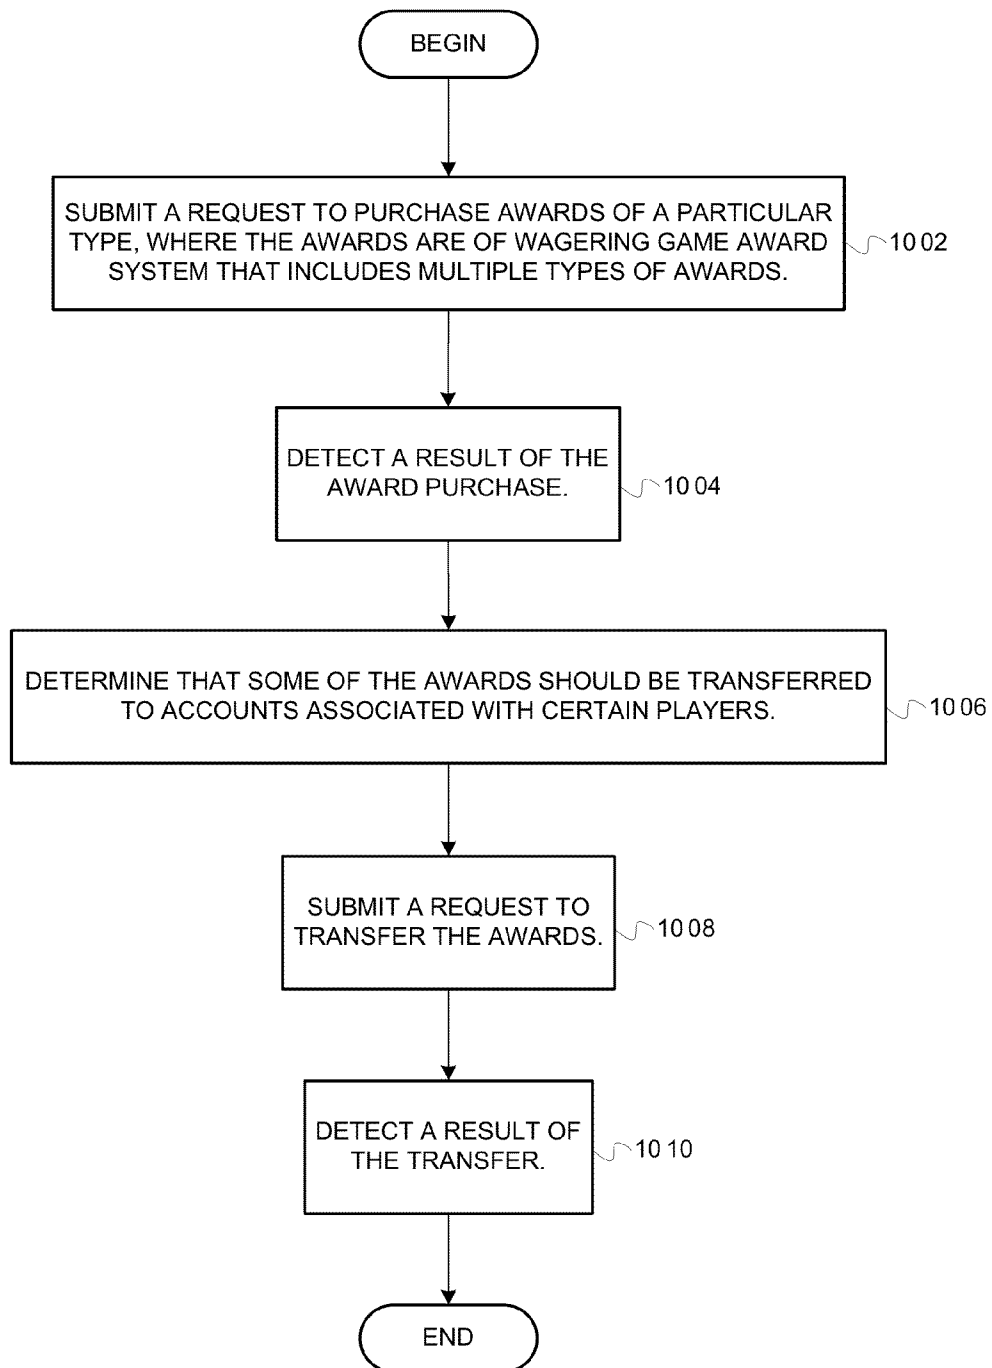 BEGIN
SUBMIT A REQUEST TO PURCHASE AWARDS OF A PARTICULAR
TYPE, WHERE THE AWARDS ARE OF WAGERING GAME AWARD
SYSTEM THAT INCLUDES MULTIPLE TYPES OF AWARDS.
1002
DETECT A RESULT OF THE
AWARD PURCHASE.
1004
DETERMINE THAT SOME OF THE AWARDS SHOULD BE TRANSFERRED
TO ACCOUNTS ASSOCIATED WITH CERTAIN PLAYERS.
1006
SUBMIT A REQUEST TO
TRANSFER THE AWARDS.
1008
DETECT A RESULT OF
THE TRANSFER.
1010
END